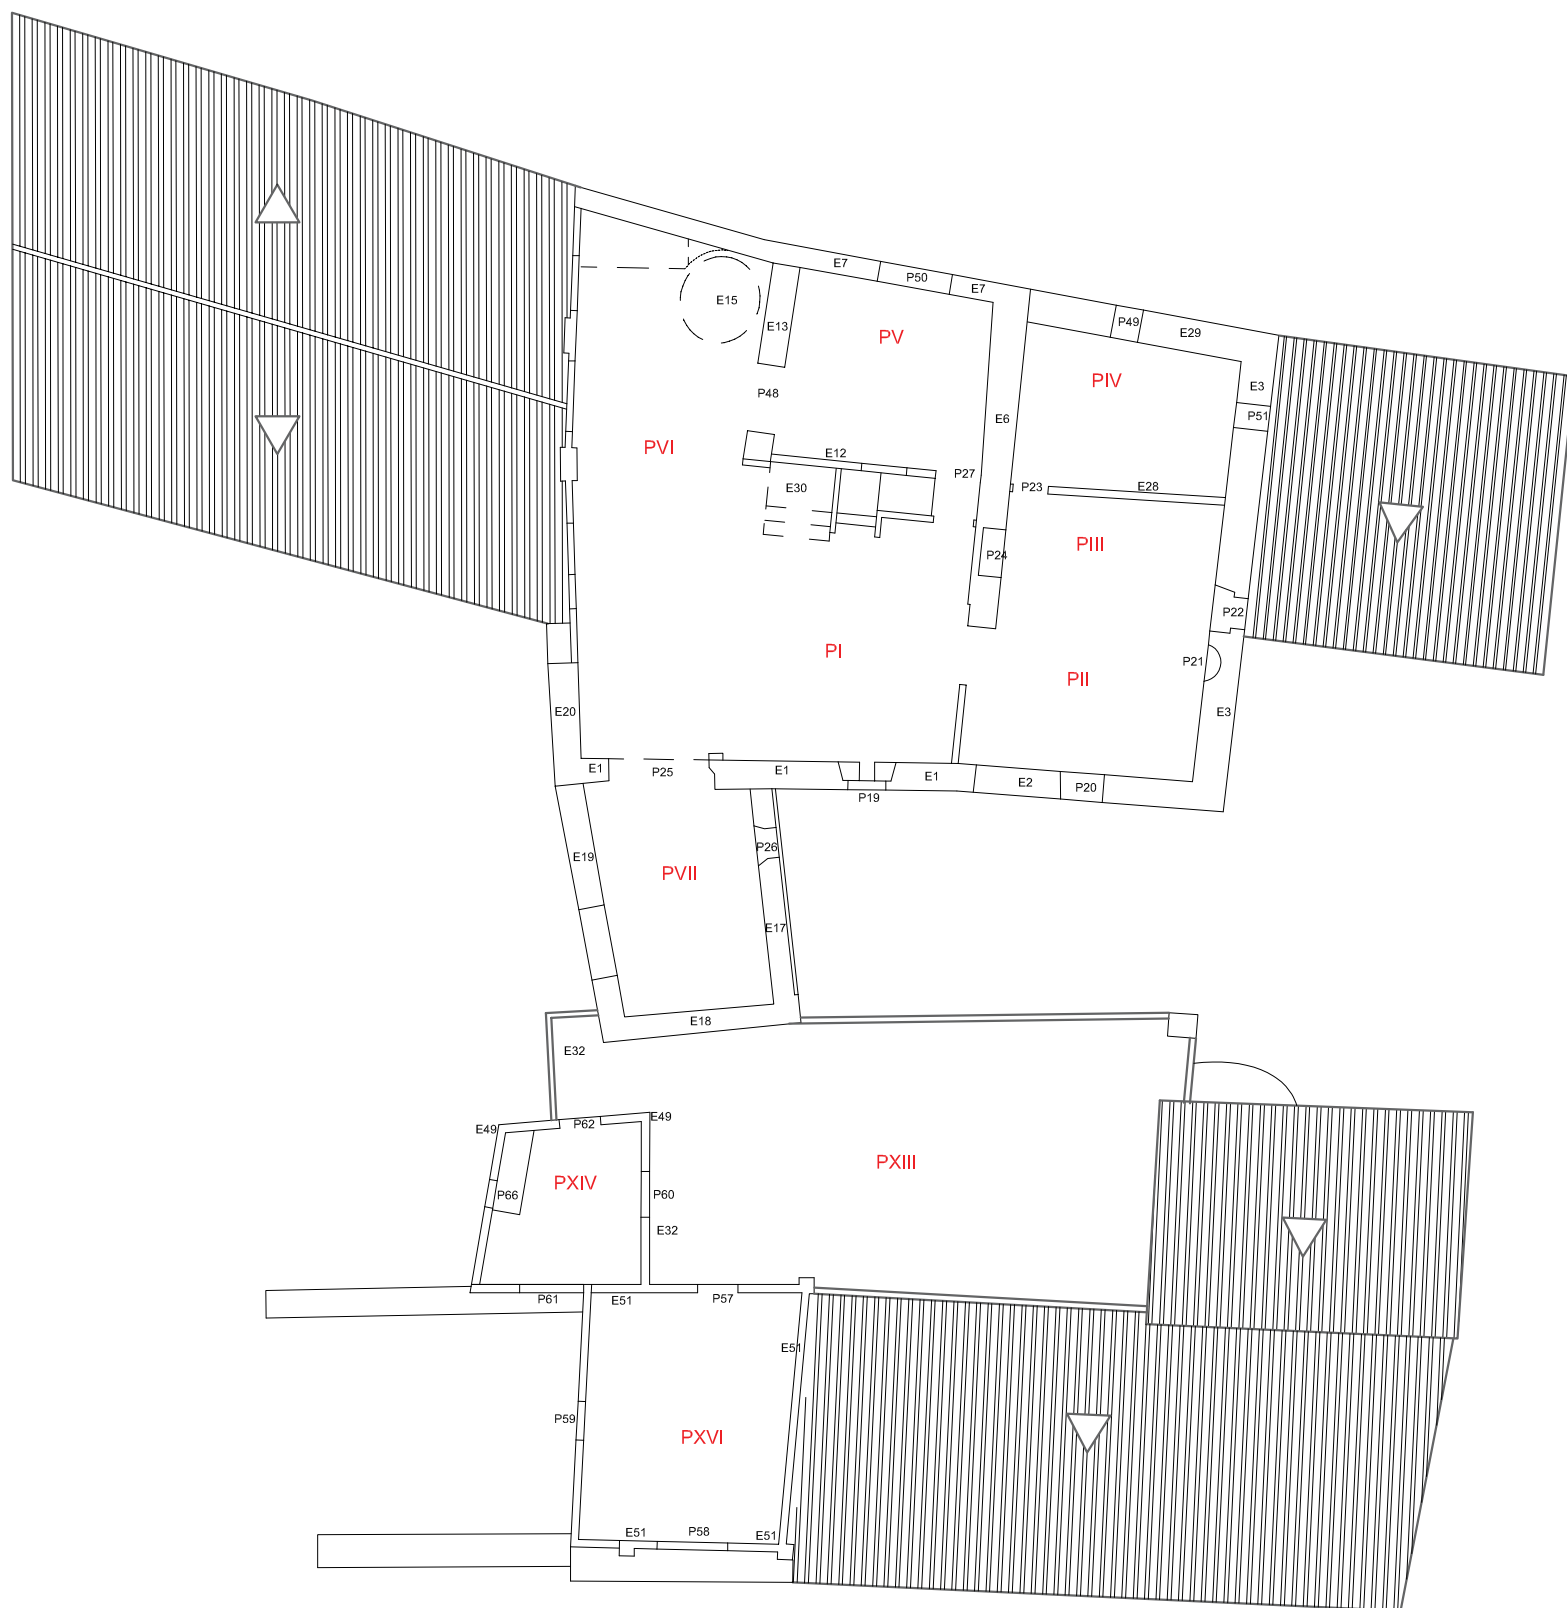 E7
P50
E7
E15
E13
P49
E29
PV
PIV
E3
P48
P51
E6
PVI
E12
P27
E30
P23
E28
PIII
P24
P22
PI
P21
PII
E20
E3
E1
P25
E1
E1
E2
P20
P19
P26
E19
PVII
E17
E18
E32
E49
E49
P62
PXIII
PXIV
P66
P60
E32
P61
E51
P57
E51
P59
PXVI
E51
P58
E51